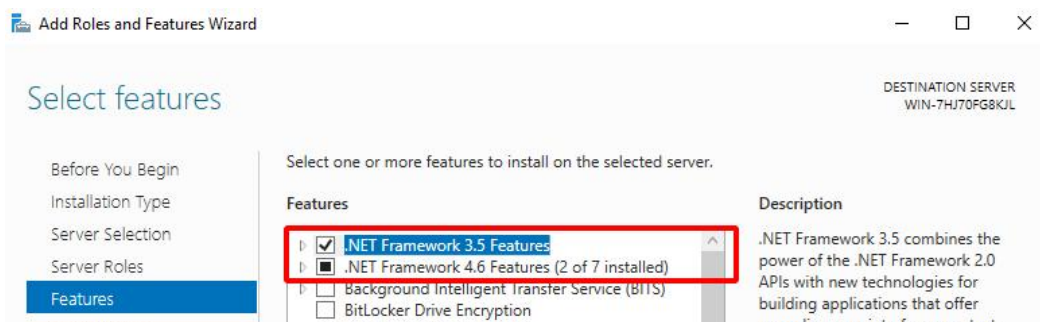 Add Roles and Features Wizard
Select features
DESTINATION SERVER
WIN-7HJ70FG8KJL
Before You Begin
Installation Type
Server Selection
Server Roles
Features
Select one or more features to install on the selected server.
Features
.NET Framework 3.5 Features
.NET Framework 4.6 Features (2 of 7 installed)
Background Intelligent Transfer Service (BITS)
BitLocker Drive Encryption
Description
.NET Framework 3.5 combines the
power of the .NET Framework 2.0
APIs with new technologies for
building applications that offer